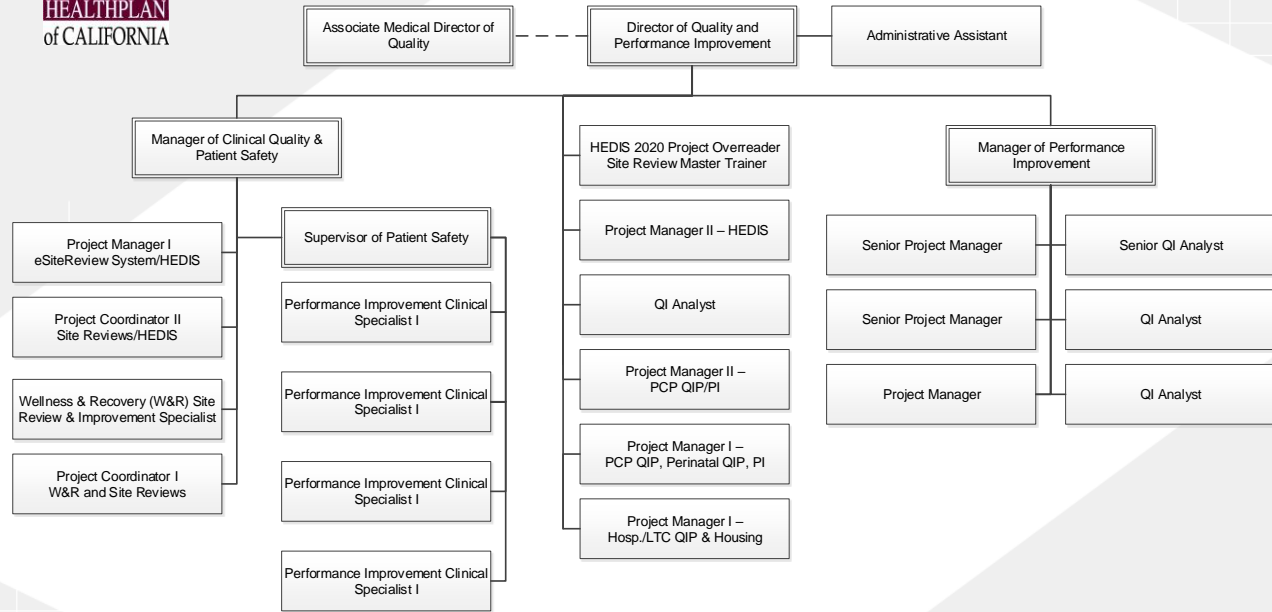 HEALTHPLAN
of CALIFORNIA
Associate Medical Director of
Quality
Director of Quality and
Performance Improvement
Administrative Assistant
Manager of Clinical Quality &
Patient Safety
Project Manager I
eSiteReview System/HEDIS
Project Coordinator II
Site Reviews/HEDIS
Wellness & Recovery (W&R) Site
Review & Improvement Specialist
Project Coordinator I
W&R and Site Reviews
Supervisor of Patient Safety
Performance Improvement Clinical
Specialist I
Performance Improvement Clinical
Specialist I
Performance Improvement Clinical
Specialist I
Performance Improvement Clinical
Specialist I
HEDIS 2020 Project Overreader
Site Review Master Trainer
Project Manager II – HEDIS
QI Analyst
Project Manager II –
PCP QIP/PI
Project Manager I –
PCP QIP, Perinatal QIP, PI
Project Manager I –
Hosp./LTC QIP & Housing
Manager of Performance
Improvement
Senior Project Manager
Senior QI Analyst
Senior Project Manager
QI Analyst
Project Manager
QI Analyst